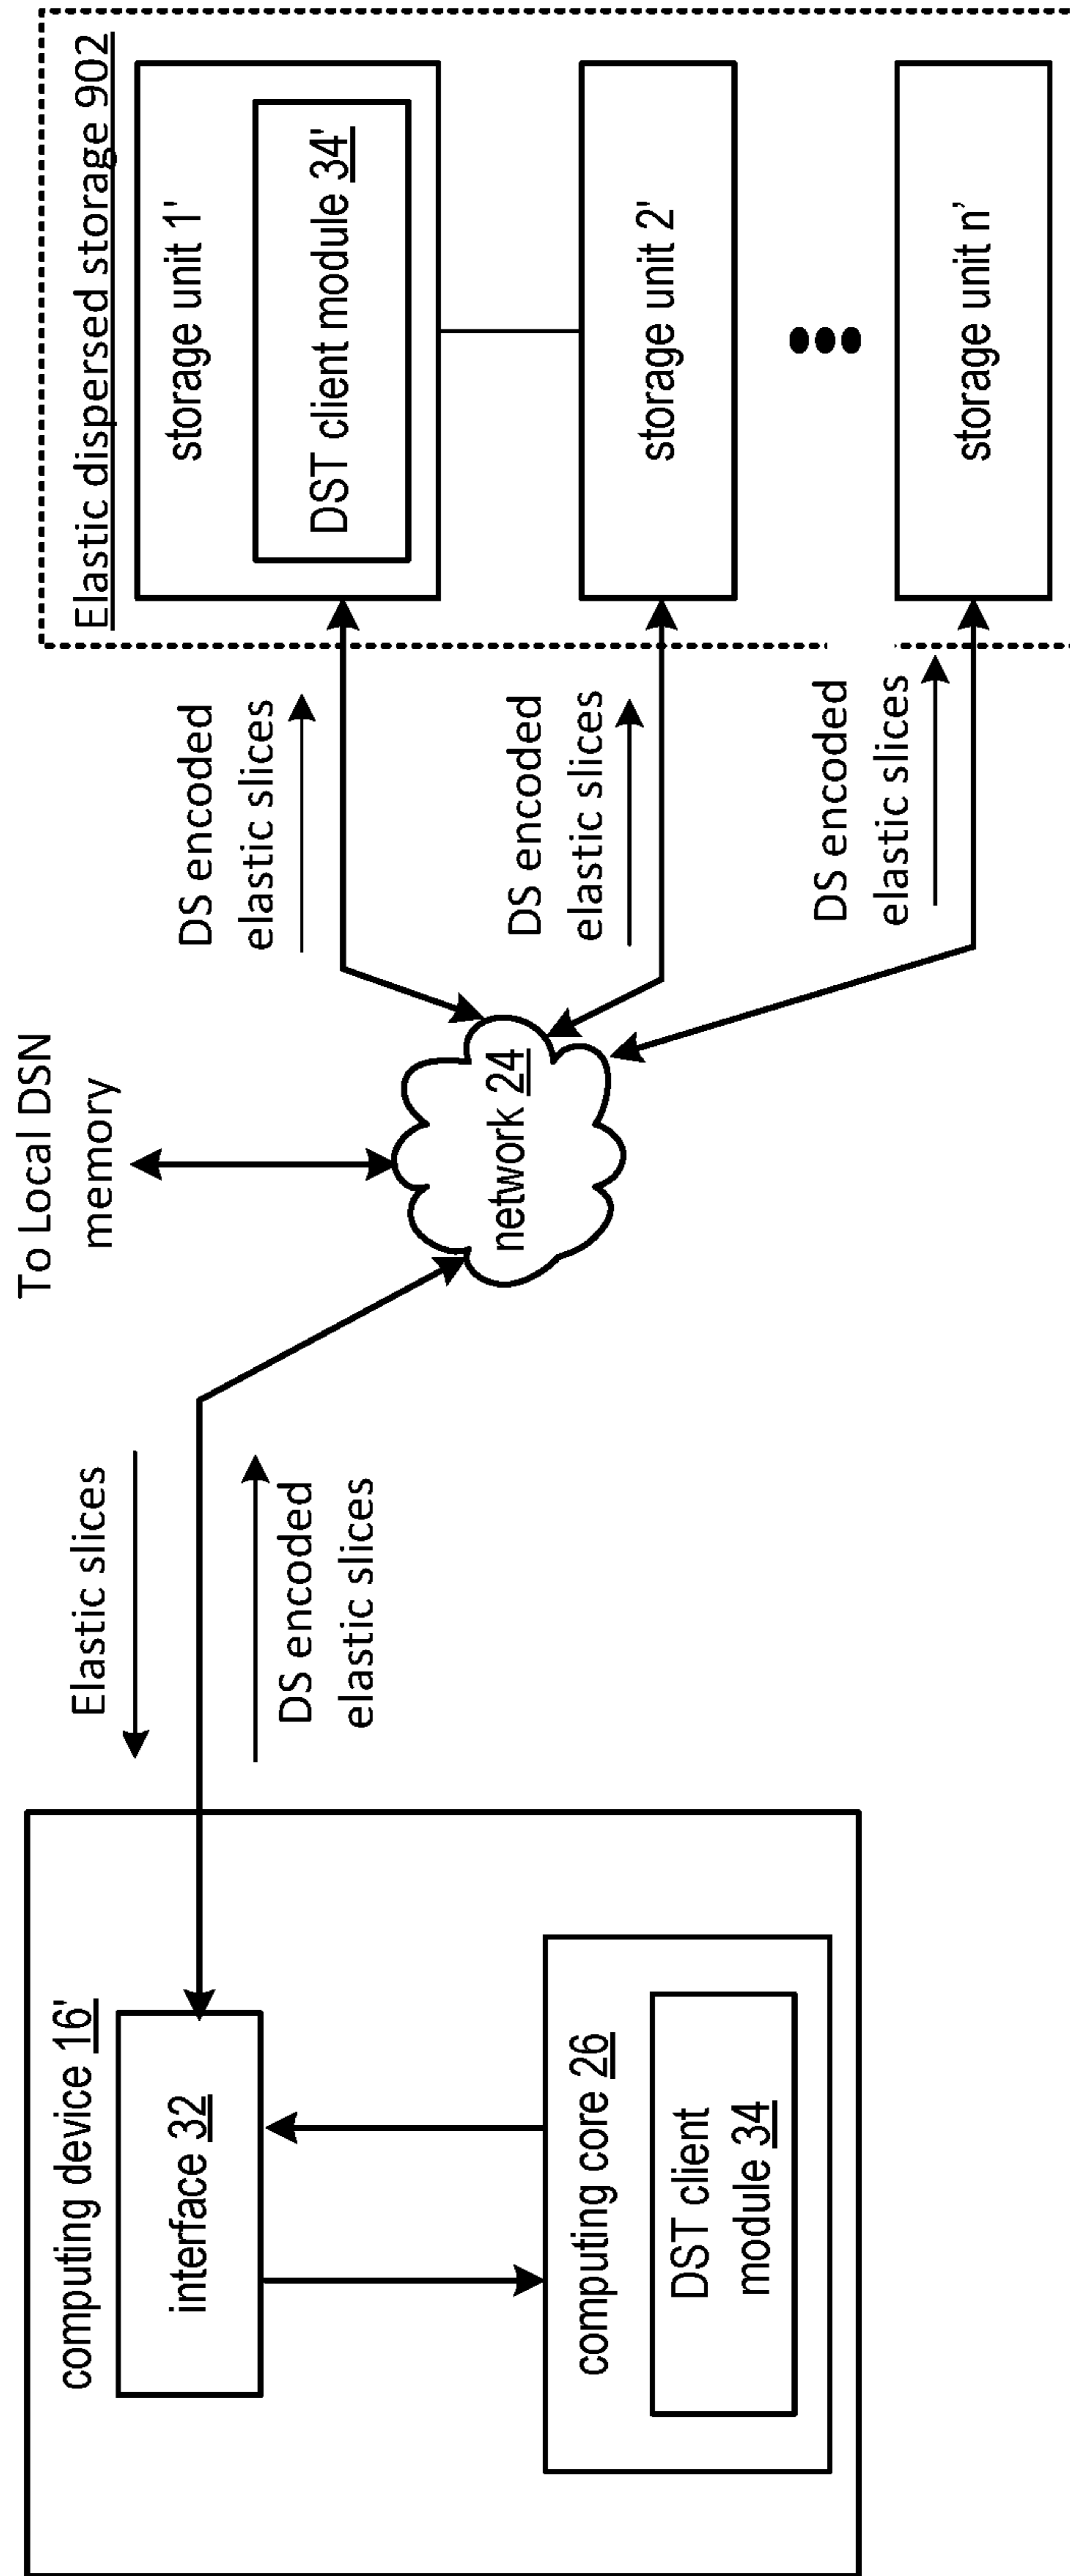 computing device 16'
interface 32
computing core 26
DST client
module 34
Elastic slices
DS encoded
elastic slices
To Local DSN
memory
network 24
DS encoded
elastic slices
DS encoded
elastic slices
DS encoded
elastic slices
Elastic dispersed storage 902
storage unit 1'
DST client module 34'
storage unit 2'
storage unit n’